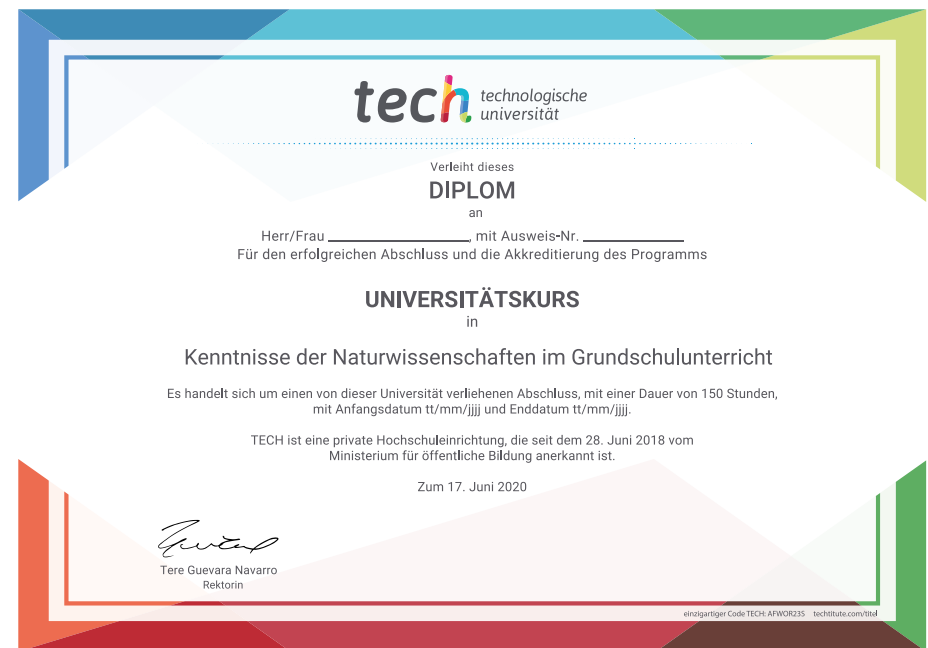 tech technologische
universität
Verleiht dieses
DIPLOM
an
Herr/Frau ___________________, mit Ausweis-Nr. ______________
Für den erfolgreichen Abschluss und die Akkreditierung des Programms
UNIVERSITÄTSKURS
in
Kenntnisse der Naturwissenschaften im Grundschulunterricht
Es handelt sich um einen von dieser Universität verliehenen Abschluss, mit einer Dauer von 150 Stunden,
mit Anfangsdatum tt/mm/jjjj und Enddatum tt/mm/jjjj.
TECH ist eine private Hochschuleinrichtung, die seit dem 28. Juni 2018 vom
Ministerium für öffentliche Bildung anerkannt ist.
Zum 17. Juni 2020
Tere Guevara Navarro
Rektorin
einzigartiger Code TECH: AFWOR23S techtitute.com/titel